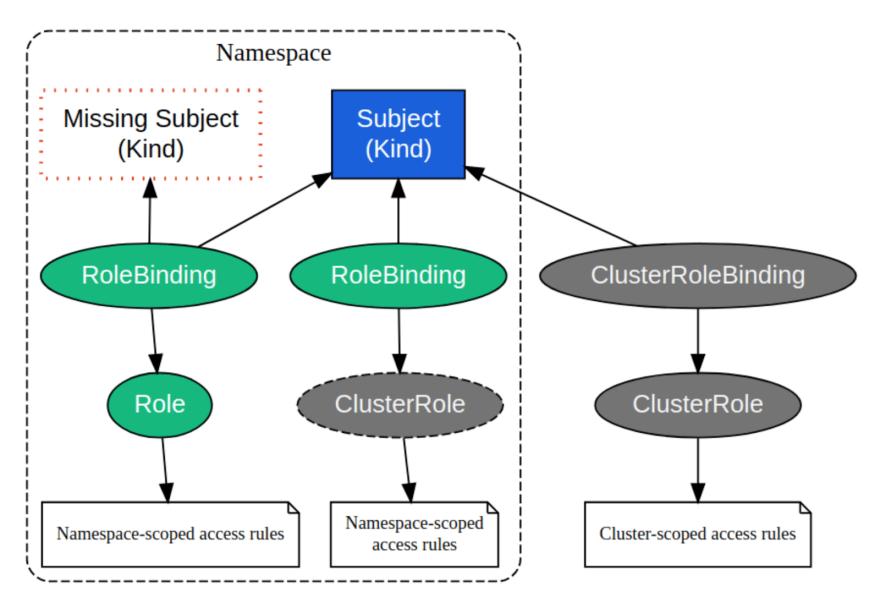 Namespace
Missing Subject
(Kind)
Subject
(Kind)
RoleBinding
RoleBinding
ClusterRoleBinding
Role
ClusterRole
ClusterRole
Namespace-scoped access rules
Namespace-scoped
access rules
Cluster-scoped access rules